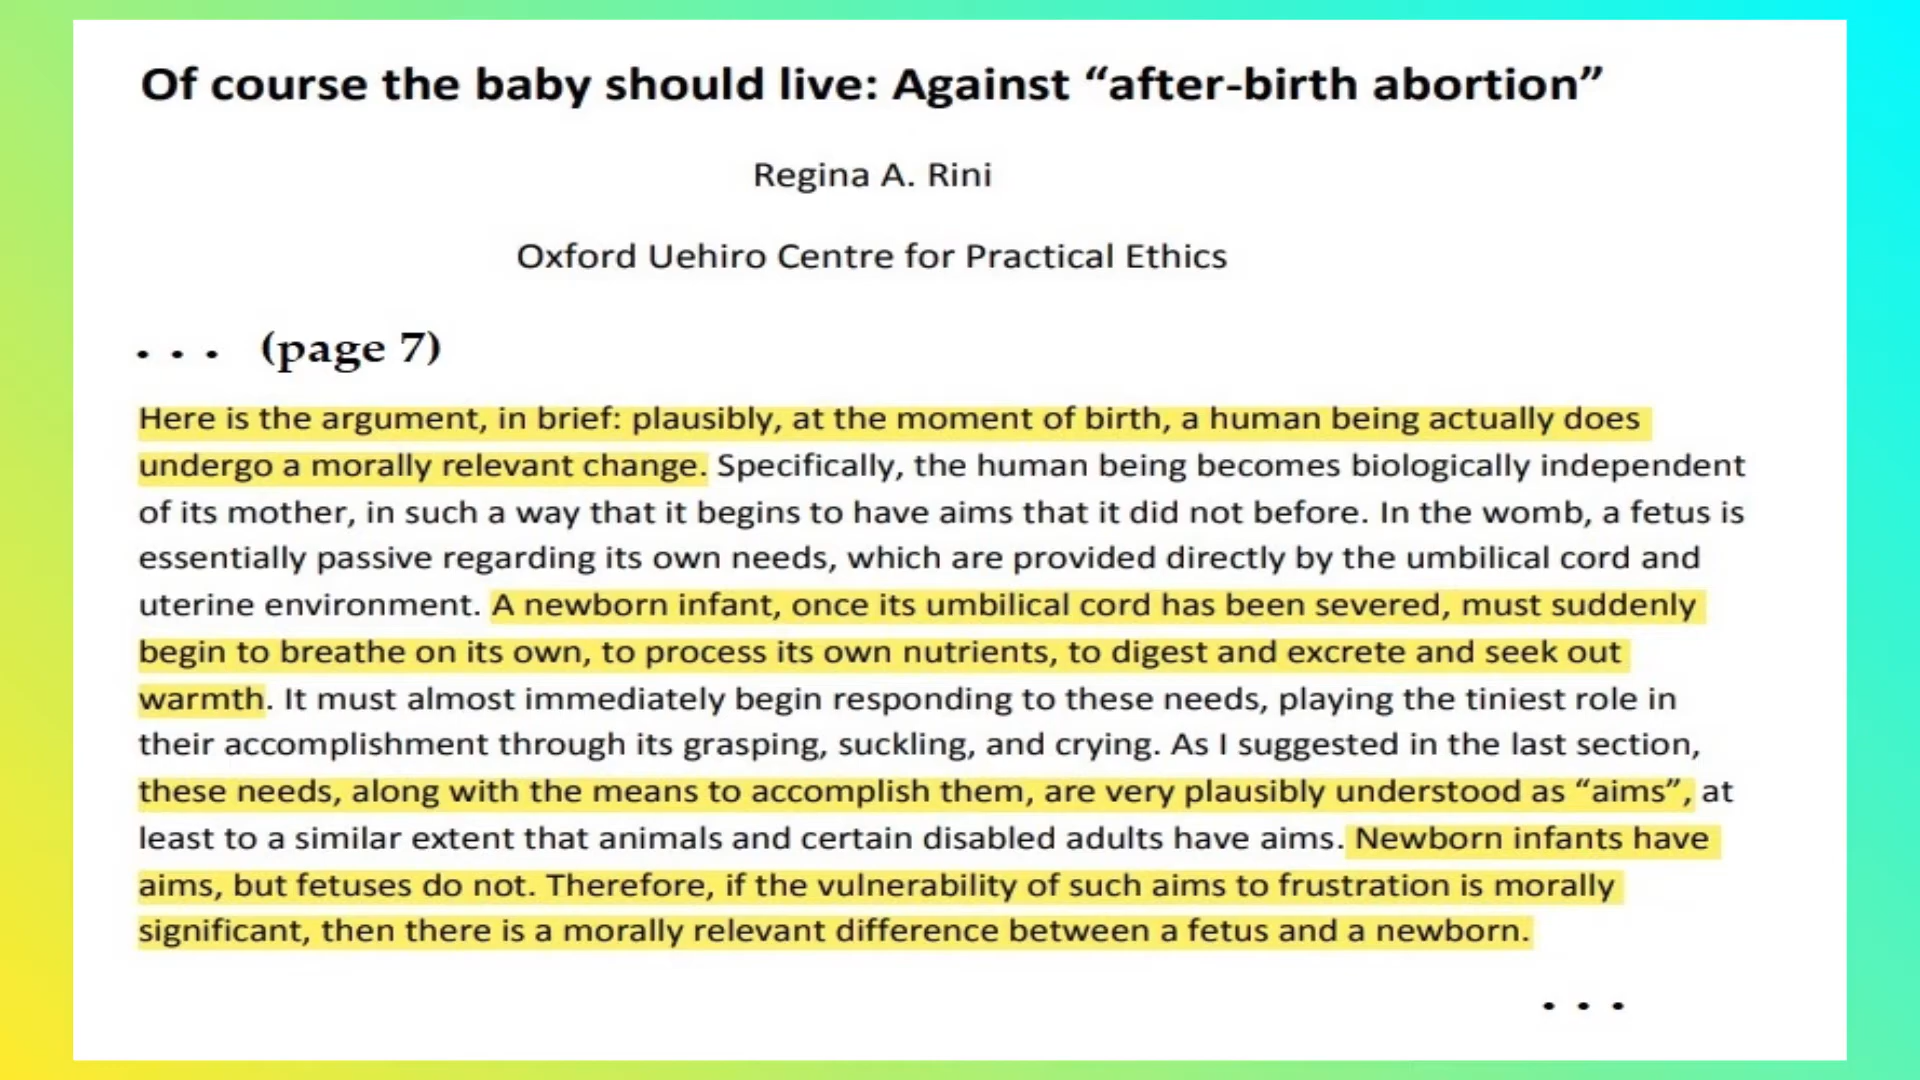 Of course the baby should live: Against “after-birth abortion”
Regina A. Rini
Oxford Uehiro Centre for Practical Ethics
. . . (page 7)
Here is the argument, in brief: plausibly, at the moment of birth, a human being actually does
undergo a morally relevant change. Specifically, the human being becomes biologically independent
of its mother, in such a way that it begins to have aims that it did not before. In the womb, a fetus is
essentially passive regarding its own needs, which are provided directly by the umbilical cord and
uterine environment. A newborn infant, once its umbilical cord has been severed, must suddenly
begin to breathe on its own, to process its own nutrients, to digest and excrete and seek out
warmth. It must almost immediately begin responding to these needs, playing the tiniest role in
their accomplishment through its grasping, suckling, and crying. As I suggested in the last section,
these needs, along with the means to accomplish them, are very plausibly understood as “aims”, at
least to a similar extent that animals and certain disabled adults have aims. Newborn infants have
aims, but fetuses do not. Therefore, if the vulnerability of such aims to frustration is morally
significant, then there is a morally relevant difference between a fetus and a newborn.
. . .